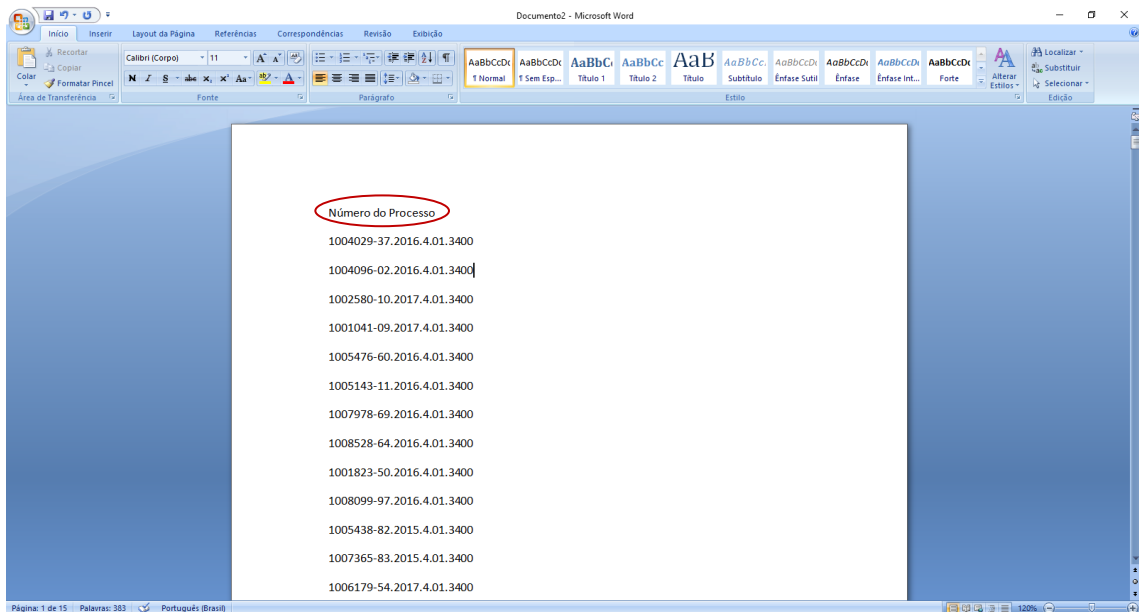 Documento2 - Microsoft Word
Início Inserir Layout da Página Referências Correspondências Revisão Exibição
Colar
Recortar
Copiar
Formatar Pincel
Área de Transferência
Calibri (Corpo) 11
N I S abc x₂ x² Aa
Fonte
Parágrafo
AaBbCcDc AaBbCcDc AaBbC AaBbCc AaB AaBbCc. AaBbCcDc AaBbCcDc AaBbCcDc AaBbCcDc
¶ Normal ¶ Sem Esp... Título 1 Título 2 Título Subtítulo Ênfase Sutil Ênfase Ênfase Int... Forte
Alterar Estilos
Estilo
Localizar
Substituir
Selecionar
Edição
Número do Processo
1004029-37.2016.4.01.3400
1004096-02.2016.4.01.3400
1002580-10.2017.4.01.3400
1001041-09.2017.4.01.3400
1005476-60.2016.4.01.3400
1005143-11.2016.4.01.3400
1007978-69.2016.4.01.3400
1008528-64.2016.4.01.3400
1001823-50.2016.4.01.3400
1008099-97.2016.4.01.3400
1005438-82.2015.4.01.3400
1007365-83.2015.4.01.3400
1006179-54.2017.4.01.3400
Página: 1 de 15 Palavras: 383 Português (Brasil) 120%